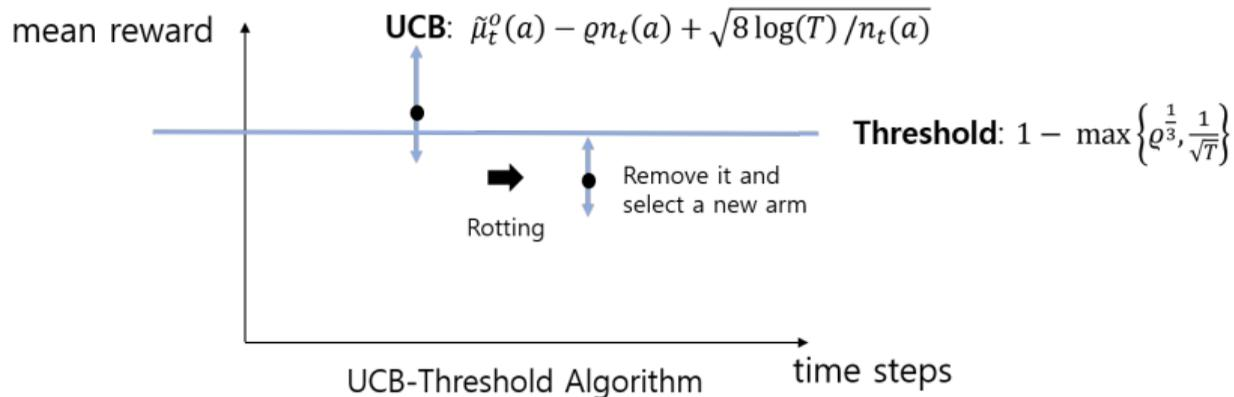 mean reward
UCB: μ̃ₜᵒ(a) − ϱnₜ(a) + √(8 log(T) /nₜ(a))
Threshold: 1 − max{ϱ^(1/3), 1/√T}
Remove it and
select a new arm
Rotting
time steps
UCB-Threshold Algorithm